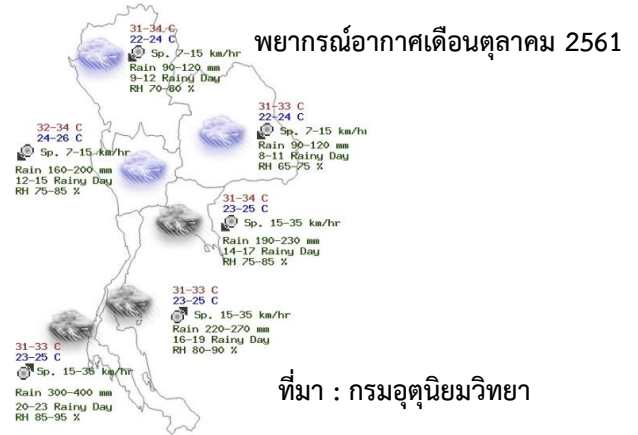 พยากรณ์อากาศเดือนตุลาคม 2561
31-34 C
22-24 C
Sp. 7-15 km/hr
Rain 90-120 mm
9-12 Rainy Day
RH 70-80 %
31-33 C
22-24 C
Sp. 7-15 km/h
Rain 90-120 mm
8-11 Rainy Day
RH 65-75 %
32-34 C
24-26 C
Sp. 7-15 km/hr
Rain 160-200 mm
12-15 Rainy Day
RH 75-85 %
31-34 C
23-25 C
Sp. 15-35 km/hr
Rain 190-230 mm
14-17 Rainy Day
RH 75-85 %
31-33 C
23-25 C
Sp. 15-35 km/hr
Rain 220-270 mm
16-19 Rainy Day
RH 80-90 %
31-33 C
23-25 C
Sp. 15-35 km/hr
Rain 300-400 mm
20-23 Rainy Day
RH 85-95 %
ที่มา : กรมอุตุนิยมวิทยา